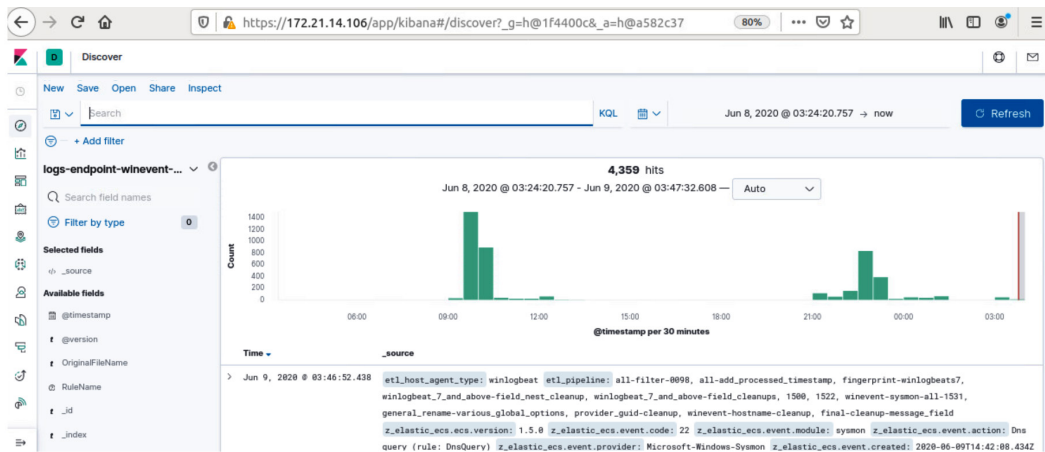 https://172.21.14.106/app/kibana#/discover?_g=h@1f4400c&_a=h@a582c37
80%
D Discover
New Save Open Share Inspect
Search
KQL
Jun 8, 2020 @ 03:24:20.757 → now
Refresh
+ Add filter
logs-endpoint-winevent-...
Search field names
Filter by type 0
Selected fields
</> _source
Available fields
@timestamp
t @version
t OriginalFileName
RuleName
t _id
t _index
4,359 hits
Jun 8, 2020 @ 03:24:20.757 - Jun 9, 2020 @ 03:47:32.608 — Auto
Count
1400
1200
1000
800
600
400
200
0
06:00 09:00 12:00 15:00 18:00 21:00 00:00 03:00
@timestamp per 30 minutes
Time _source
> Jun 9, 2020 @ 03:46:52.438 etl_host_agent_type: winlogbeat etl_pipeline: all-filter-0098, all-add_processed_timestamp, fingerprint-winlogbeats7,
winlogbeat_7_and_above-field_nest_cleanup, winlogbeat_7_and_above-field_cleanups, 1500, 1522, winevent-sysmon-all-1531,
general_rename-various_global_options, provider_guid-cleanup, winevent-hostname-cleanup, final-cleanup-message_field
z_elastic_ecs.ecs.version: 1.5.0 z_elastic_ecs.event.code: 22 z_elastic_ecs.event.module: sysmon z_elastic_ecs.event.action: Dns
query (rule: DnsQuery) z_elastic_ecs.event.provider: Microsoft-Windows-Sysmon z_elastic_ecs.event.created: 2020-06-09T14:42:08.434Z